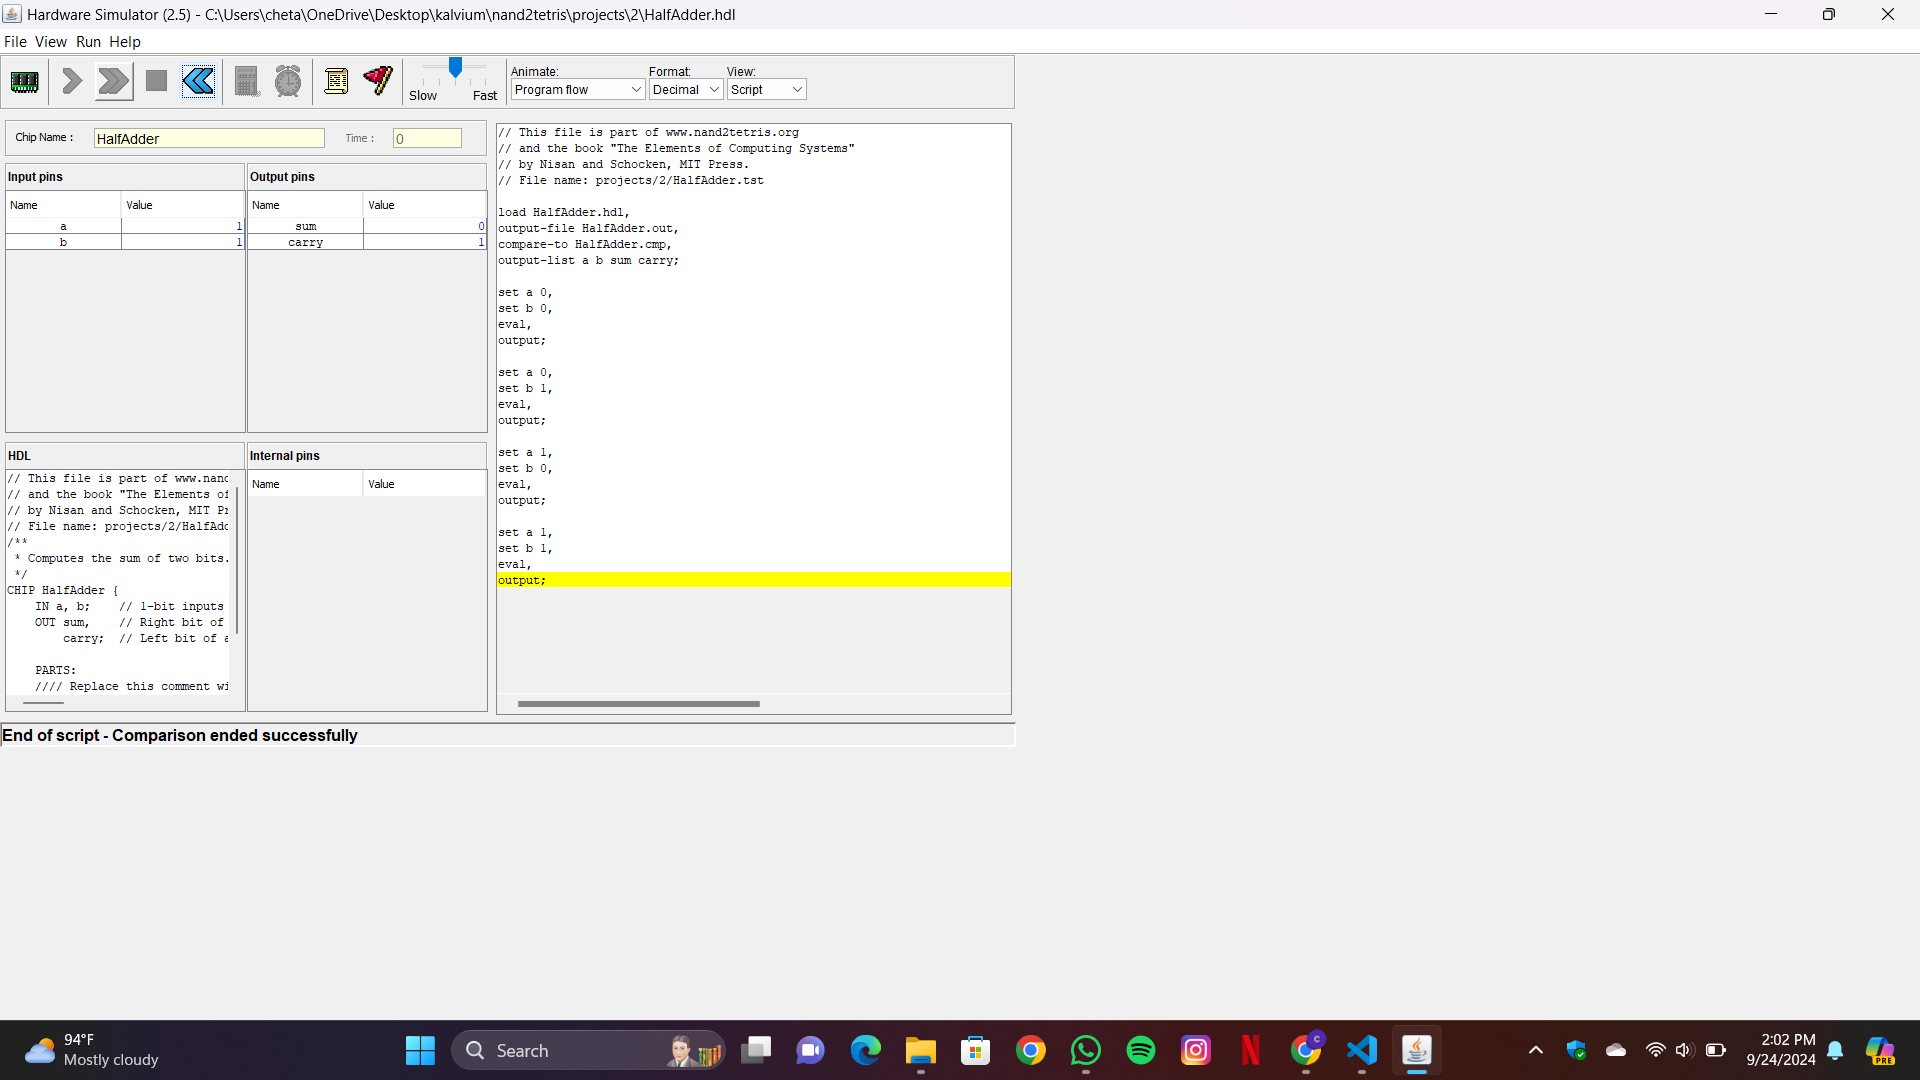 Hardware Simulator (2.5) - C:\Users\cheta\OneDrive\Desktop\kalvium\nand2tetris\projects\2\HalfAdder.hdl
File View Run Help
Slow Fast
Animate: Format: View:
Program flow Decimal Script
Chip Name : HalfAdder Time : 0
Input pins
Name Value
a 1
b 1
Output pins
Name Value
sum 0
carry 1
HDL
// This file is part of www.nand
// and the book "The Elements of
// by Nisan and Schocken, MIT Pr
// File name: projects/2/HalfAdd
/**
* Computes the sum of two bits.
*/
CHIP HalfAdder {
IN a, b; // 1-bit inputs
OUT sum, // Right bit of
carry; // Left bit of a
PARTS:
//// Replace this comment wi
Internal pins
Name Value
// This file is part of www.nand2tetris.org
// and the book "The Elements of Computing Systems"
// by Nisan and Schocken, MIT Press.
// File name: projects/2/HalfAdder.tst
load HalfAdder.hdl,
output-file HalfAdder.out,
compare-to HalfAdder.cmp,
output-list a b sum carry;
set a 0,
set b 0,
eval,
output;
set a 0,
set b 1,
eval,
output;
set a 1,
set b 0,
eval,
output;
set a 1,
set b 1,
eval,
output;
End of script - Comparison ended successfully
94°F
Mostly cloudy
Search
C
N
2:02 PM
9/24/2024
PRE